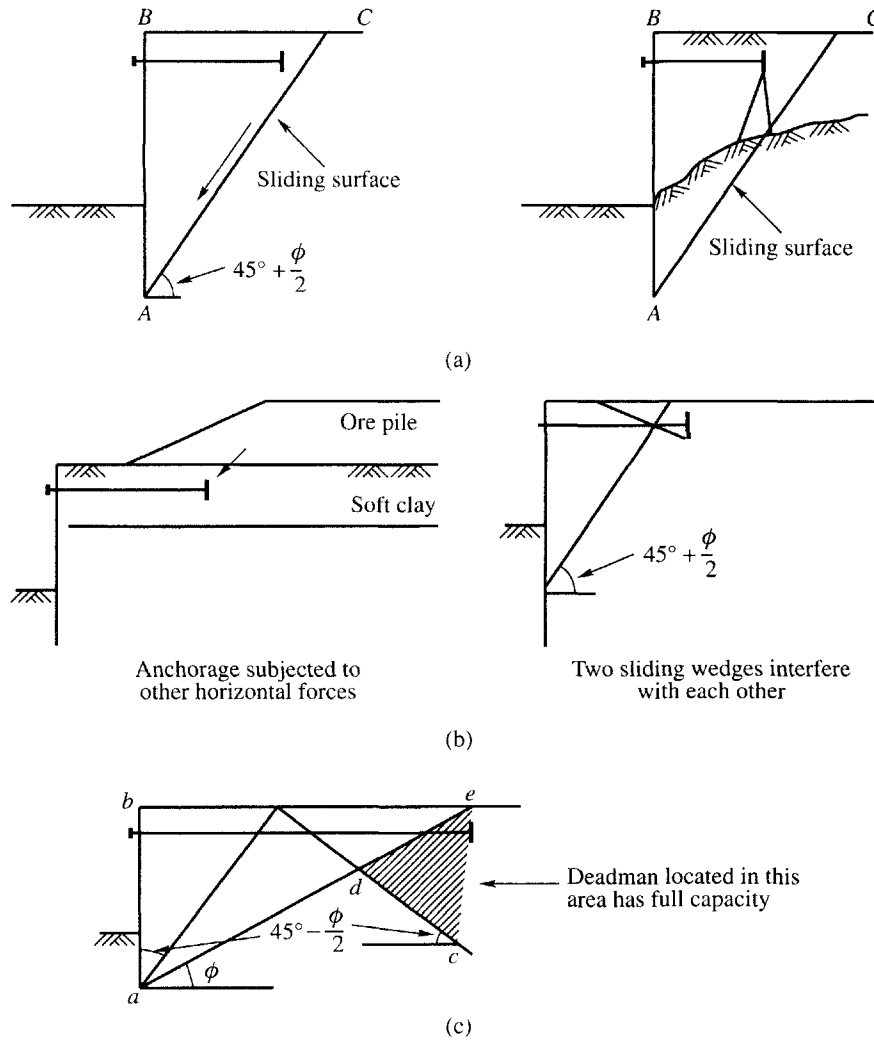 B C
Sliding surface
45° + φ/2
A
B C
Sliding surface
A
(a)
Ore pile
Soft clay
Anchorage subjected to
other horizontal forces
45° + φ/2
Two sliding wedges interfere
with each other
(b)
b e
d
Deadman located in this
area has full capacity
45° − φ/2
c
φ
a
(c)